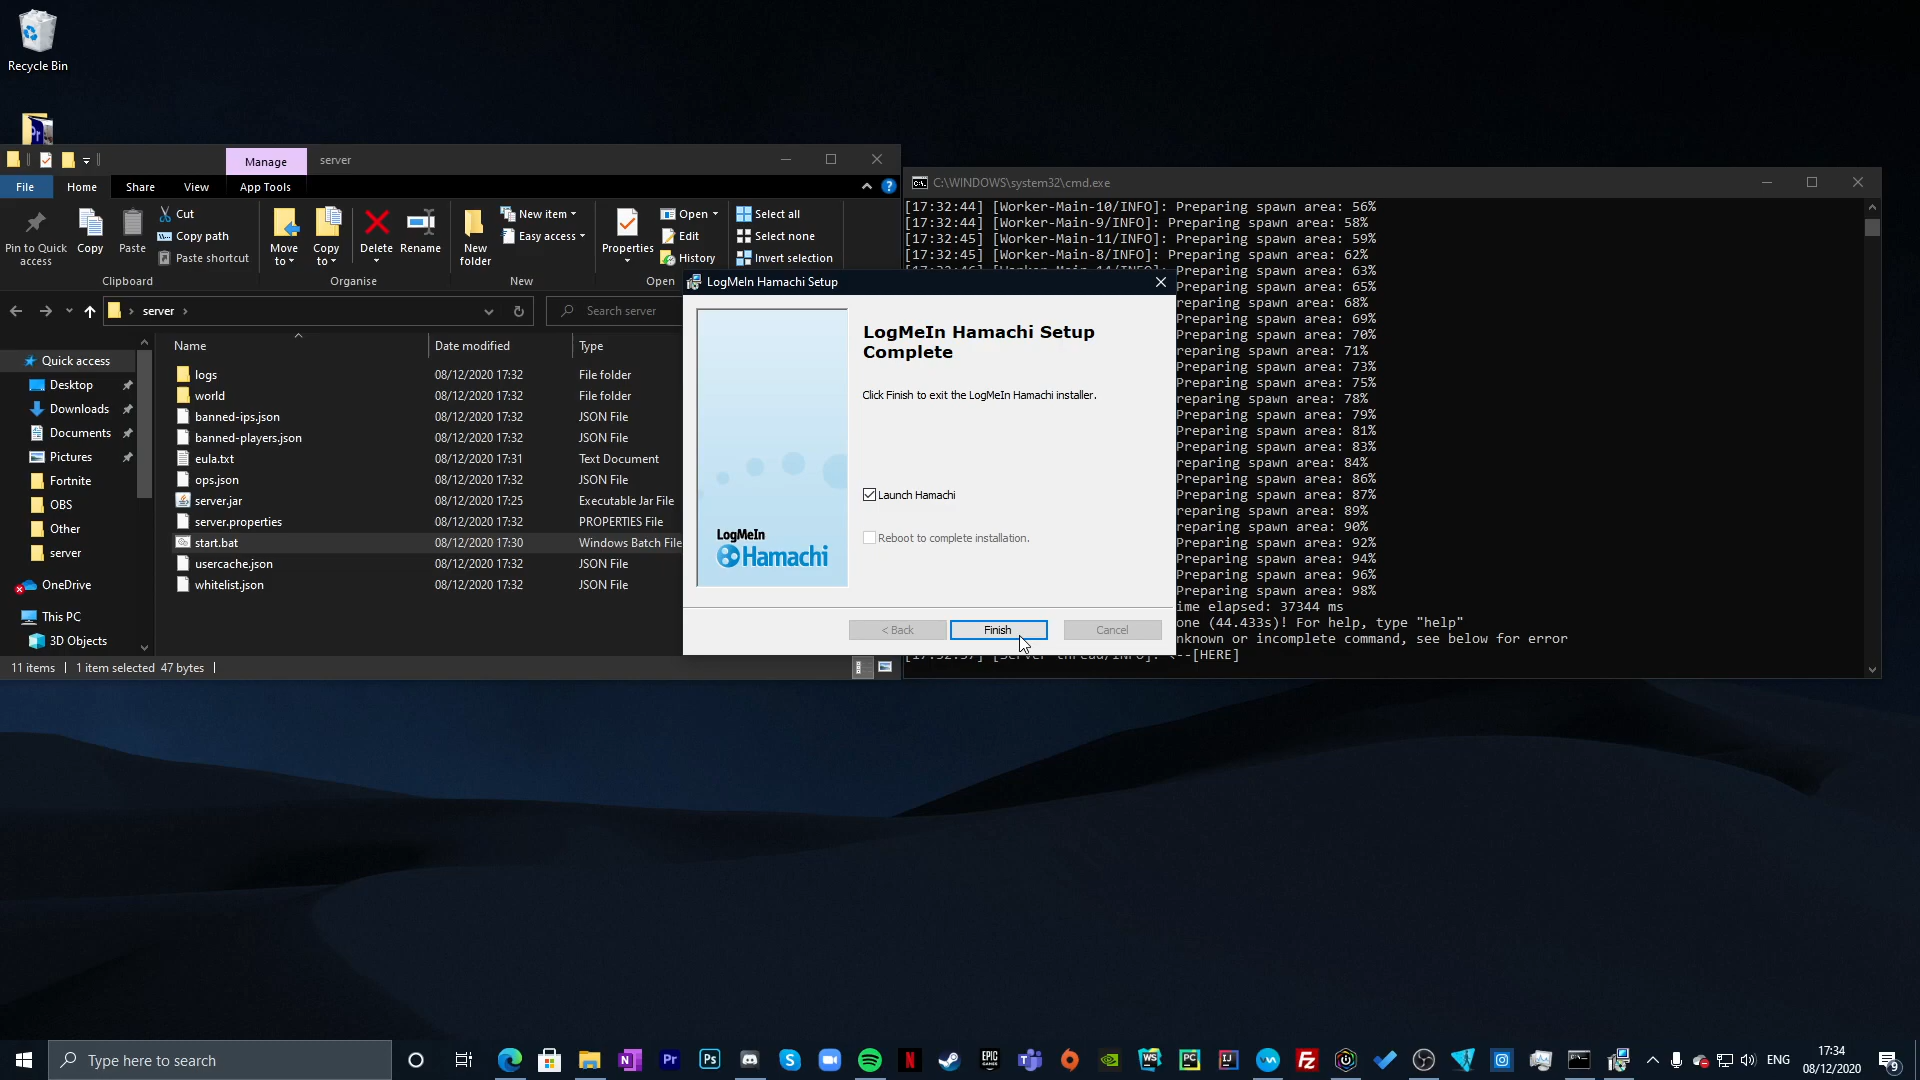 Recycle Bin
Manage
server
File
Home
Share
View
App Tools
Pin to Quick
access
Copy
Paste
Cut
Copy path
Paste shortcut
Clipboard
Move
to
Copy
to
Delete
Rename
Organise
New
folder
New item
Easy access
New
Properties
Open
Edit
History
Open
Select all
Select none
Invert selection
server
Search server
Name
Date modified
Type
Quick access
Desktop
Downloads
Documents
Pictures
Fortnite
OBS
Other
server
OneDrive
This PC
3D Objects
logs 08/12/2020 17:32 File folder
world 08/12/2020 17:32 File folder
banned-ips.json 08/12/2020 17:32 JSON File
banned-players.json 08/12/2020 17:32 JSON File
eula.txt 08/12/2020 17:31 Text Document
ops.json 08/12/2020 17:32 JSON File
server.jar 08/12/2020 17:25 Executable Jar File
server.properties 08/12/2020 17:32 PROPERTIES File
start.bat 08/12/2020 17:30 Windows Batch File
usercache.json 08/12/2020 17:32 JSON File
whitelist.json 08/12/2020 17:32 JSON File
11 items
1 item selected 47 bytes
LogMeIn Hamachi Setup
LogMeIn Hamachi Setup
Complete
Click Finish to exit the LogMeIn Hamachi installer.
Launch Hamachi
Reboot to complete installation.
LogMeIn
Hamachi
< Back
Finish
Cancel
C:\WINDOWS\system32\cmd.exe
[17:32:44] [Worker-Main-10/INFO]: Preparing spawn area: 56%
[17:32:44] [Worker-Main-9/INFO]: Preparing spawn area: 58%
[17:32:45] [Worker-Main-11/INFO]: Preparing spawn area: 59%
[17:32:45] [Worker-Main-8/INFO]: Preparing spawn area: 62%
Preparing spawn area: 63%
reparing spawn area: 65%
reparing spawn area: 68%
Preparing spawn area: 69%
Preparing spawn area: 70%
reparing spawn area: 71%
Preparing spawn area: 73%
Preparing spawn area: 75%
reparing spawn area: 78%
Preparing spawn area: 79%
Preparing spawn area: 81%
Preparing spawn area: 83%
reparing spawn area: 84%
Preparing spawn area: 86%
Preparing spawn area: 87%
reparing spawn area: 89%
reparing spawn area: 90%
Preparing spawn area: 92%
Preparing spawn area: 94%
Preparing spawn area: 96%
Preparing spawn area: 98%
ime elapsed: 37344 ms
one (44.433s)! For help, type "help"
nknown or incomplete command, see below for error
<--[HERE]
Type here to search
ENG
17:34
08/12/2020
9